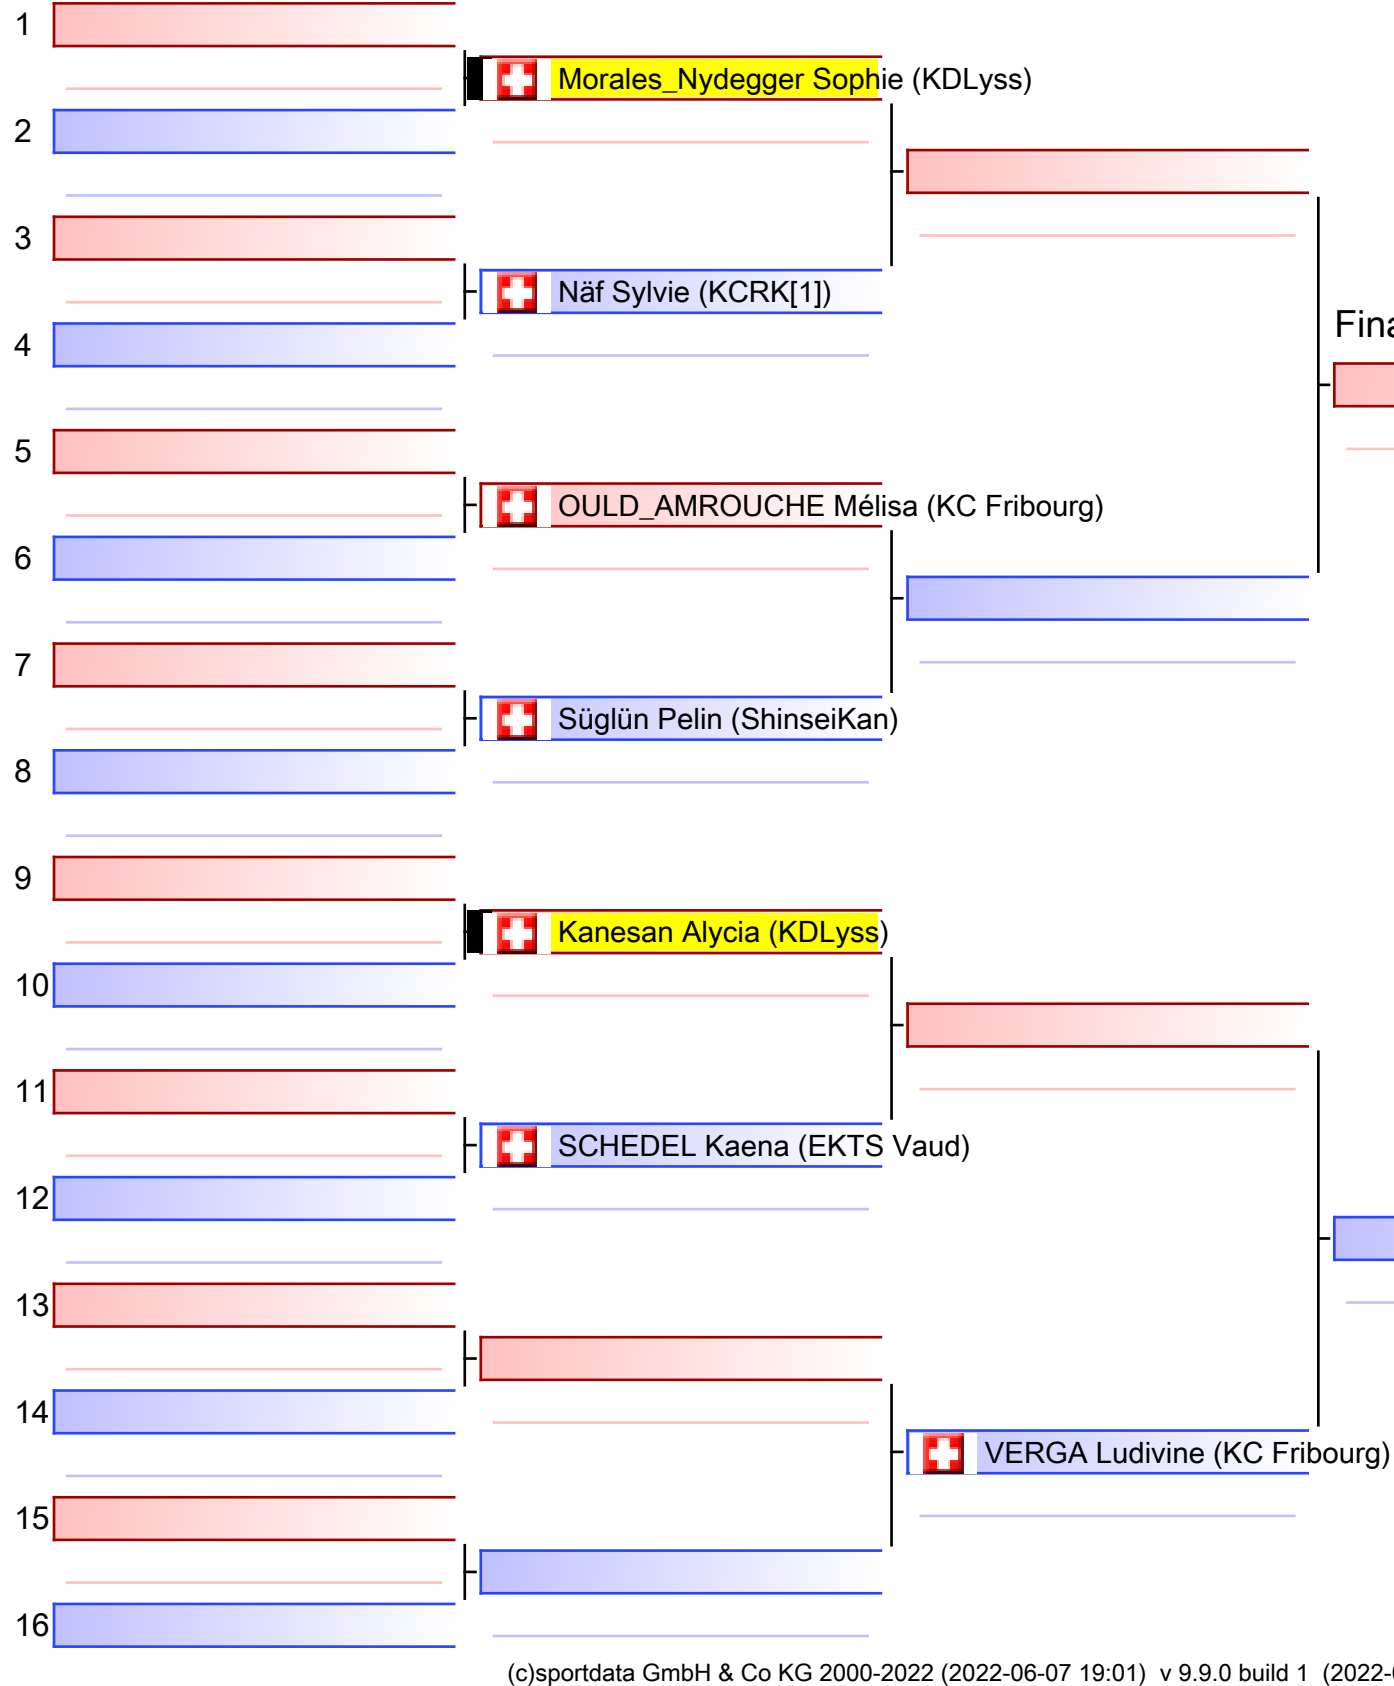 1
Morales_Nydegger Sophie (KDLyss)
2
3
Näf Sylvie (KCRK[1])
Fina
4
5
OULD_AMROUCHE Mélisa (KC Fribourg)
6
7
Süglün Pelin (ShinseiKan)
8
9
Kanesan Alycia (KDLyss)
10
11
SCHEDEL Kaena (EKTS Vaud)
12
13
14
VERGA Ludivine (KC Fribourg)
15
16
(c)sportdata GmbH & Co KG 2000-2022 (2022-06-07 19:01) v 9.9.0 build 1 (2022-